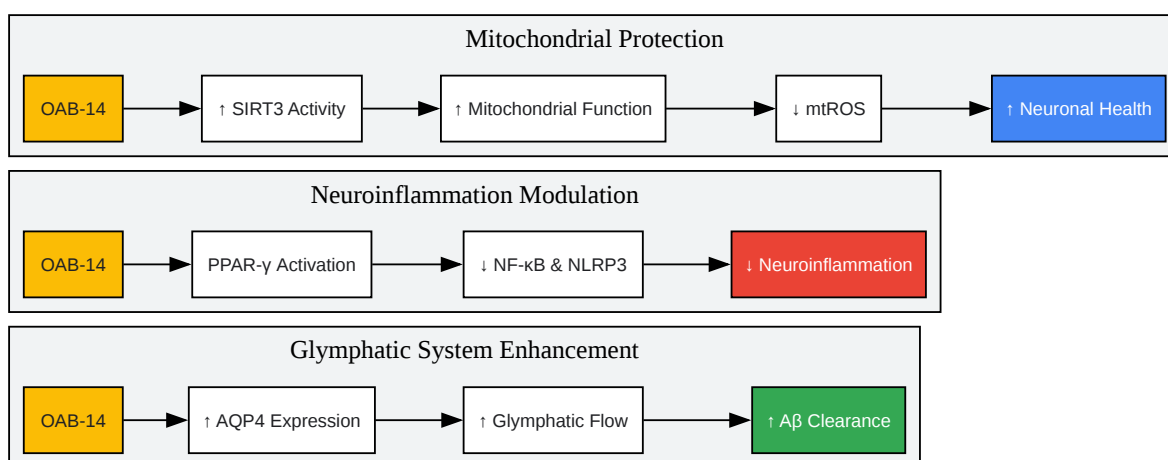 Mitochondrial Protection
OAB-14
↑ SIRT3 Activity
↑ Mitochondrial Function
↓ mtROS
↑ Neuronal Health
Neuroinflammation Modulation
OAB-14
PPAR-γ Activation
↓ NF-κB & NLRP3
↓ Neuroinflammation
Glymphatic System Enhancement
OAB-14
↑ AQP4 Expression
↑ Glymphatic Flow
↑ Aβ Clearance